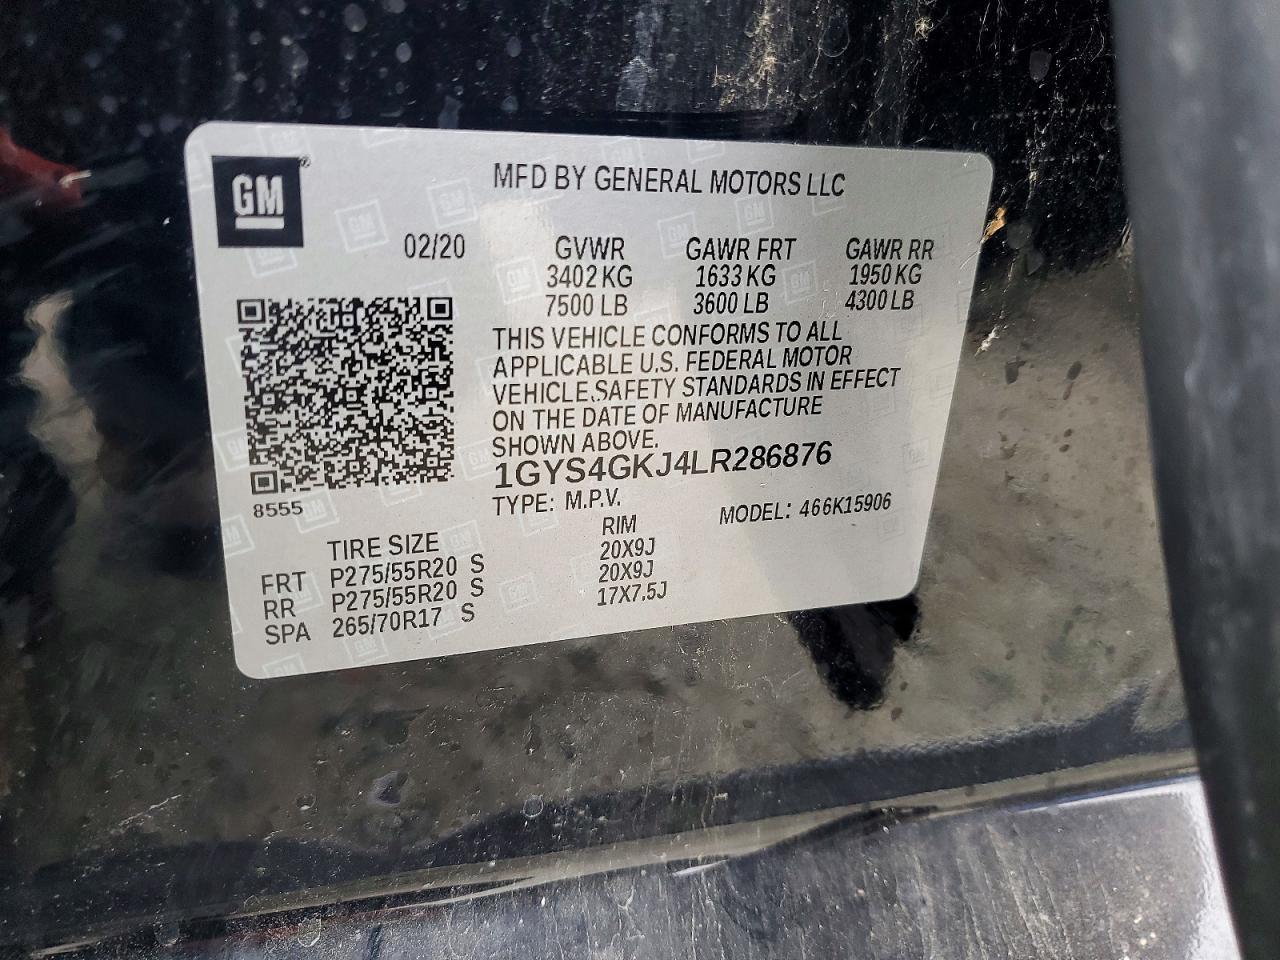 GM®
MFD BY GENERAL MOTORS LLC
02/20 GVWR GAWR FRT GAWR RR
3402 KG 1633 KG 1950 KG
7500 LB 3600 LB 4300 LB
THIS VEHICLE CONFORMS TO ALL
APPLICABLE U.S. FEDERAL MOTOR
VEHICLE SAFETY STANDARDS IN EFFECT
ON THE DATE OF MANUFACTURE
SHOWN ABOVE.
1GYS4GKJ4LR286876
8555
TYPE: M.P.V. MODEL: 466K15906
TIRE SIZE RIM
FRT P275/55R20 S 20X9J
RR P275/55R20 S 20X9J
SPA 265/70R17 S 17X7.5J